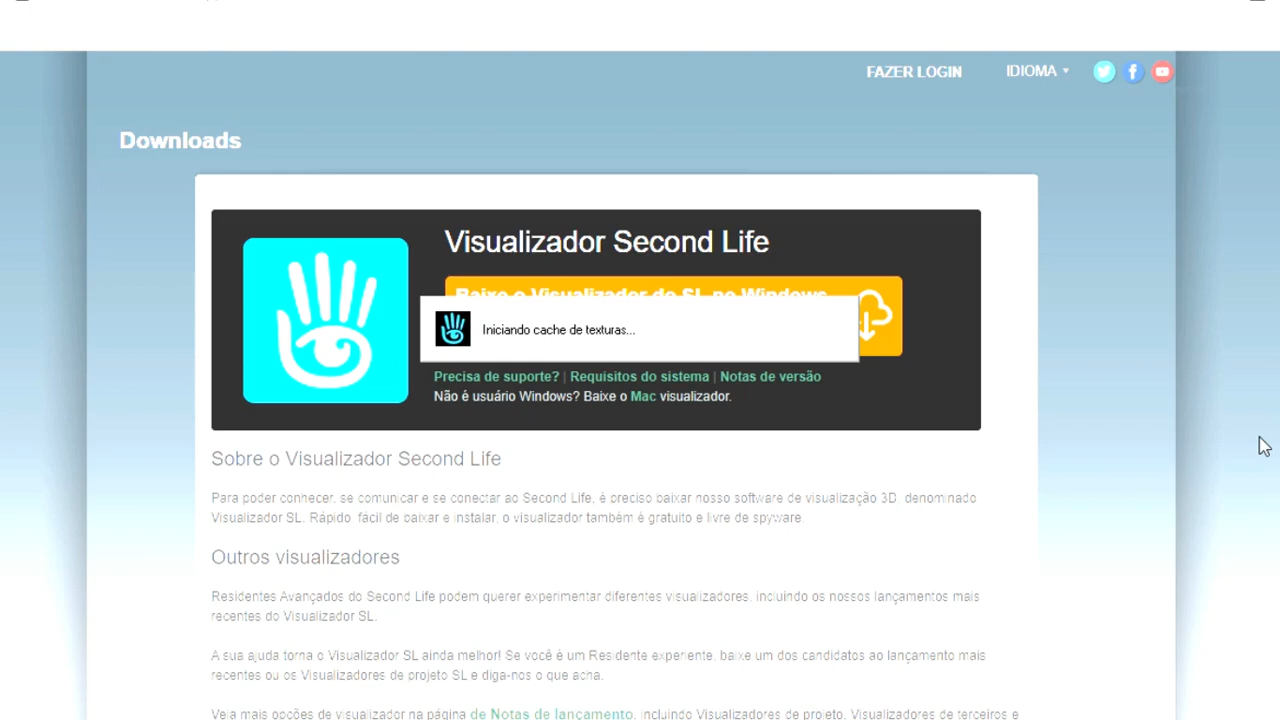 FAZER LOGIN
IDIOMA
Downloads
Visualizador Second Life
Baixe o Visualizador do SL no Windows
Iniciando cache de texturas...
Precisa de suporte? | Requisitos do sistema | Notas de versão
Não é usuário Windows? Baixe o Mac visualizador.
Sobre o Visualizador Second Life
Para poder conhecer, se comunicar e se conectar ao Second Life, é preciso baixar nosso software de visualização 3D, denominado
Visualizador SL. Rápido, fácil de baixar e instalar, o visualizador também é gratuito e livre de spyware.
Outros visualizadores
Residentes Avançados do Second Life podem querer experimentar diferentes visualizadores, incluindo os nossos lançamentos mais
recentes do Visualizador SL.
A sua ajuda torna o Visualizador SL ainda melhor! Se você é um Residente experiente, baixe um dos candidatos ao lançamento mais
recentes ou os Visualizadores de projeto SL e diga-nos o que acha.
Veja mais opções de visualizador na página de Notas de lançamento, incluindo Visualizadores de projeto, Visualizadores de terceiros e